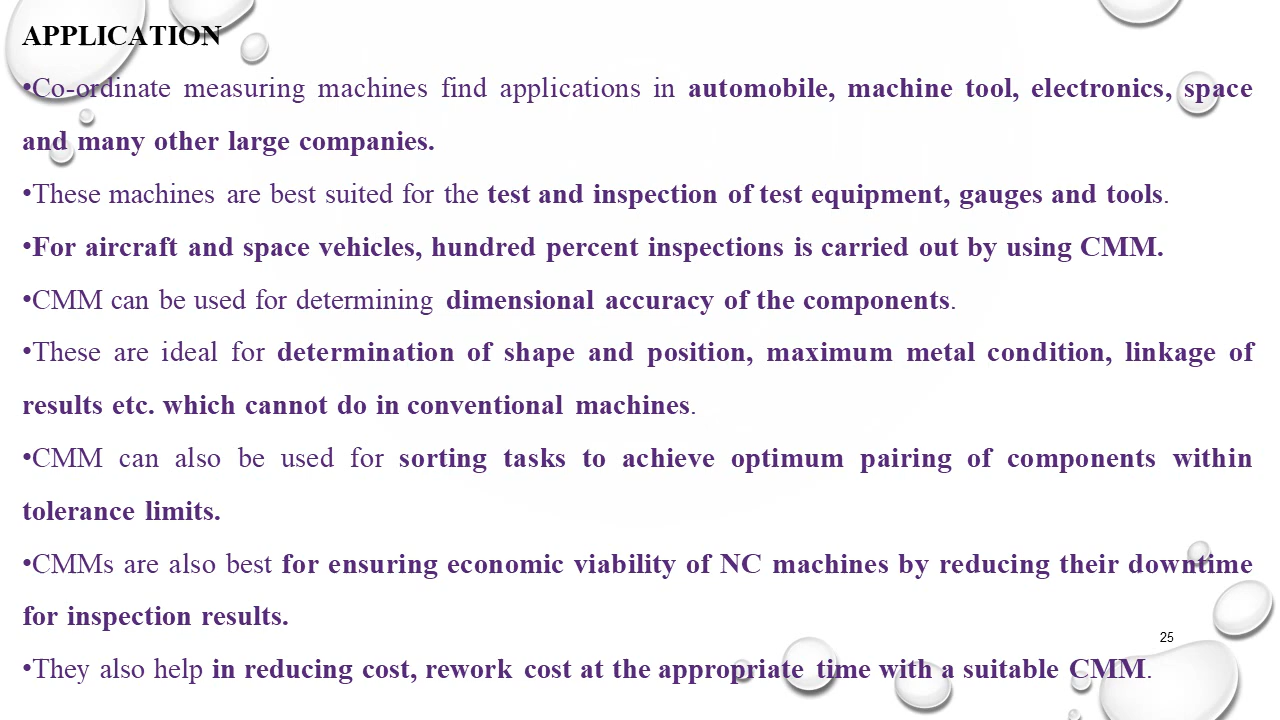 APPLICATION
•Co-ordinate measuring machines find applications in automobile, machine tool, electronics, space
and many other large companies.
•These machines are best suited for the test and inspection of test equipment, gauges and tools.
•For aircraft and space vehicles, hundred percent inspections is carried out by using CMM.
•CMM can be used for determining dimensional accuracy of the components.
•These are ideal for determination of shape and position, maximum metal condition, linkage of
results etc. which cannot do in conventional machines.
•CMM can also be used for sorting tasks to achieve optimum pairing of components within
tolerance limits.
•CMMs are also best for ensuring economic viability of NC machines by reducing their downtime
for inspection results.
25
•They also help in reducing cost, rework cost at the appropriate time with a suitable CMM.